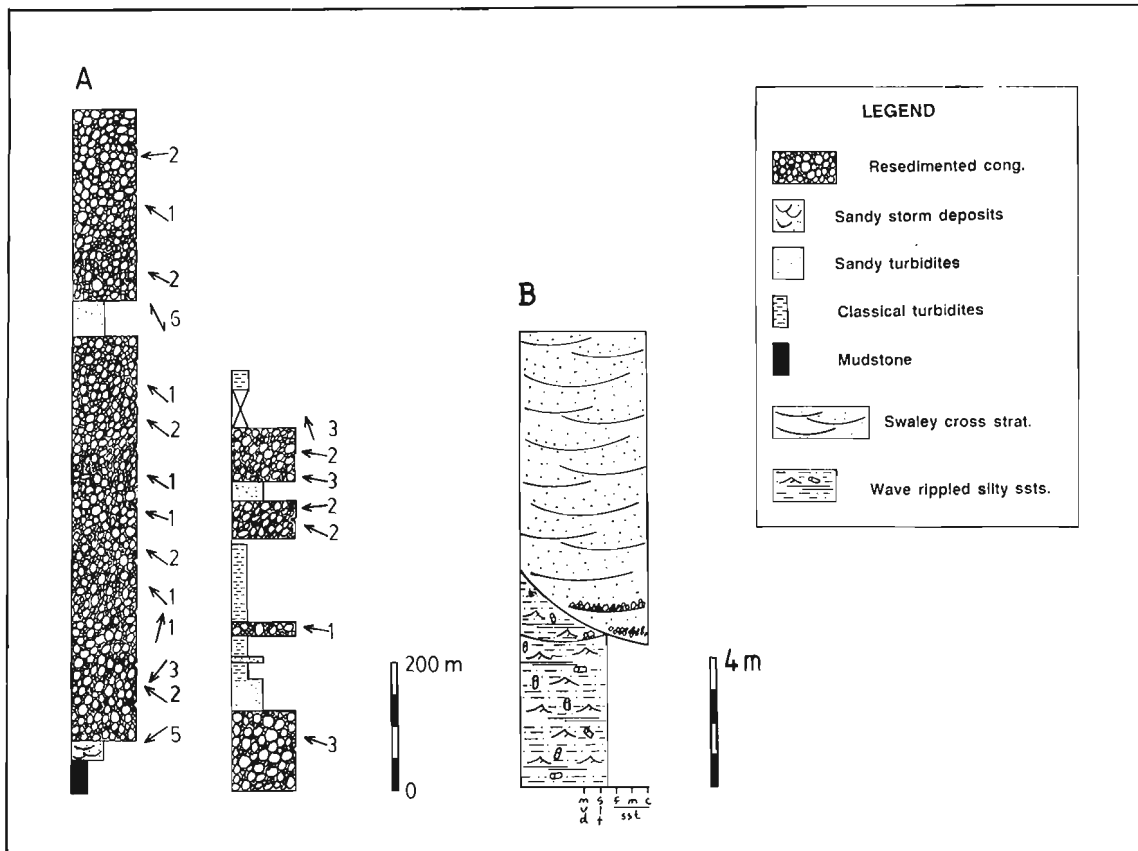 A
2
1
2
6
1
2
1
1
2
1
1
3
2
5
3
2
3
2
2
1
3
200 m
0
B
4 m
mud slt f m c
sst
LEGEND
Resedimented cong.
Sandy storm deposits
Sandy turbidites
Classical turbidites
Mudstone
Swaley cross strat.
Wave rippled silty ssts.